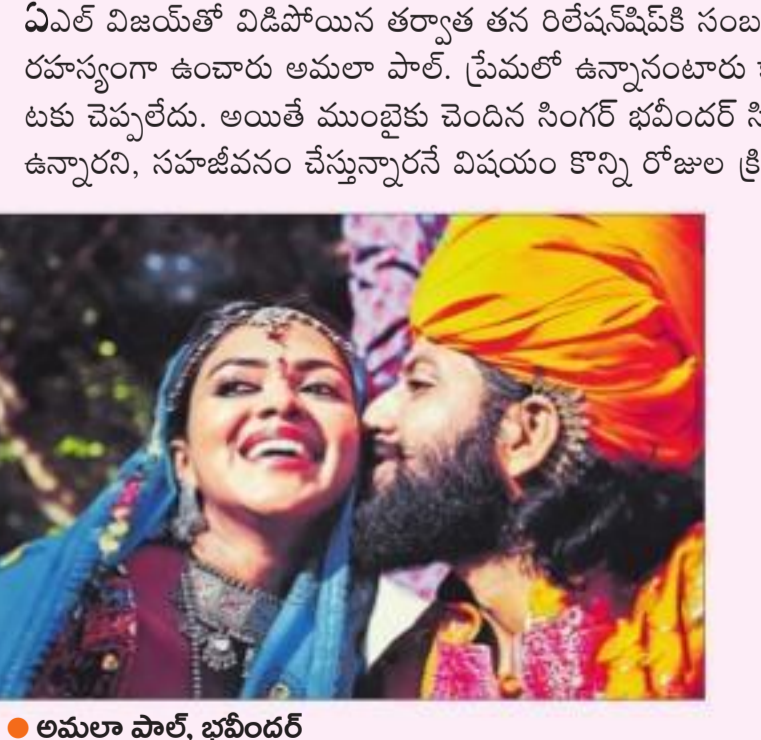 ఏఎల్ విజయ్‌తో విడిపోయిన తర్వాత తన రిలేషన్‌షిప్‌కి
రహస్యంగా ఉంచారు అమలా పాల్. ప్రేమలో ఉన్నానంటారు
టకు చెప్పలేదు. అయితే ముంబైకు చెందిన సింగర్ భవీందర్
ఉన్నారని, సహజీవనం చేస్తున్నారనే విషయం కొన్ని రోజుల
● అమలా పాల్, భవీందర్